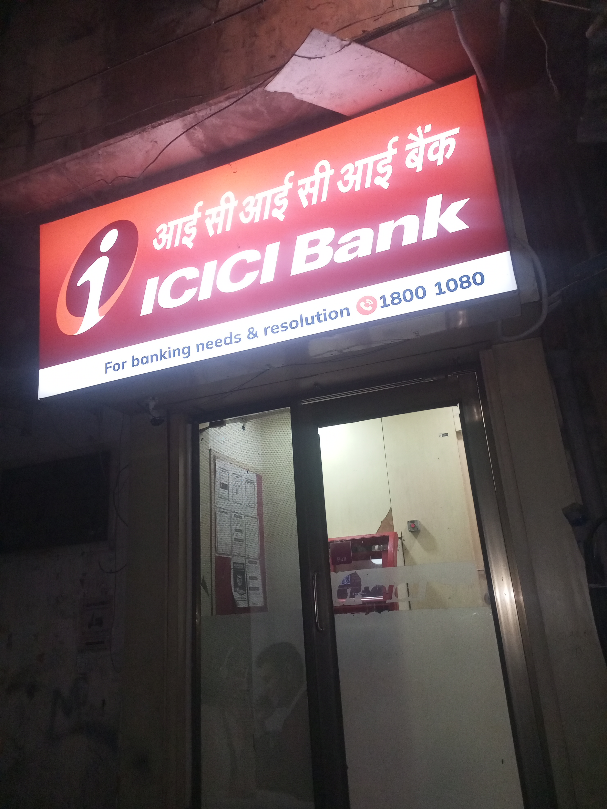 आई सी आई सी आई बैंक
ICICI Bank
For banking needs & resolution 1800 1080